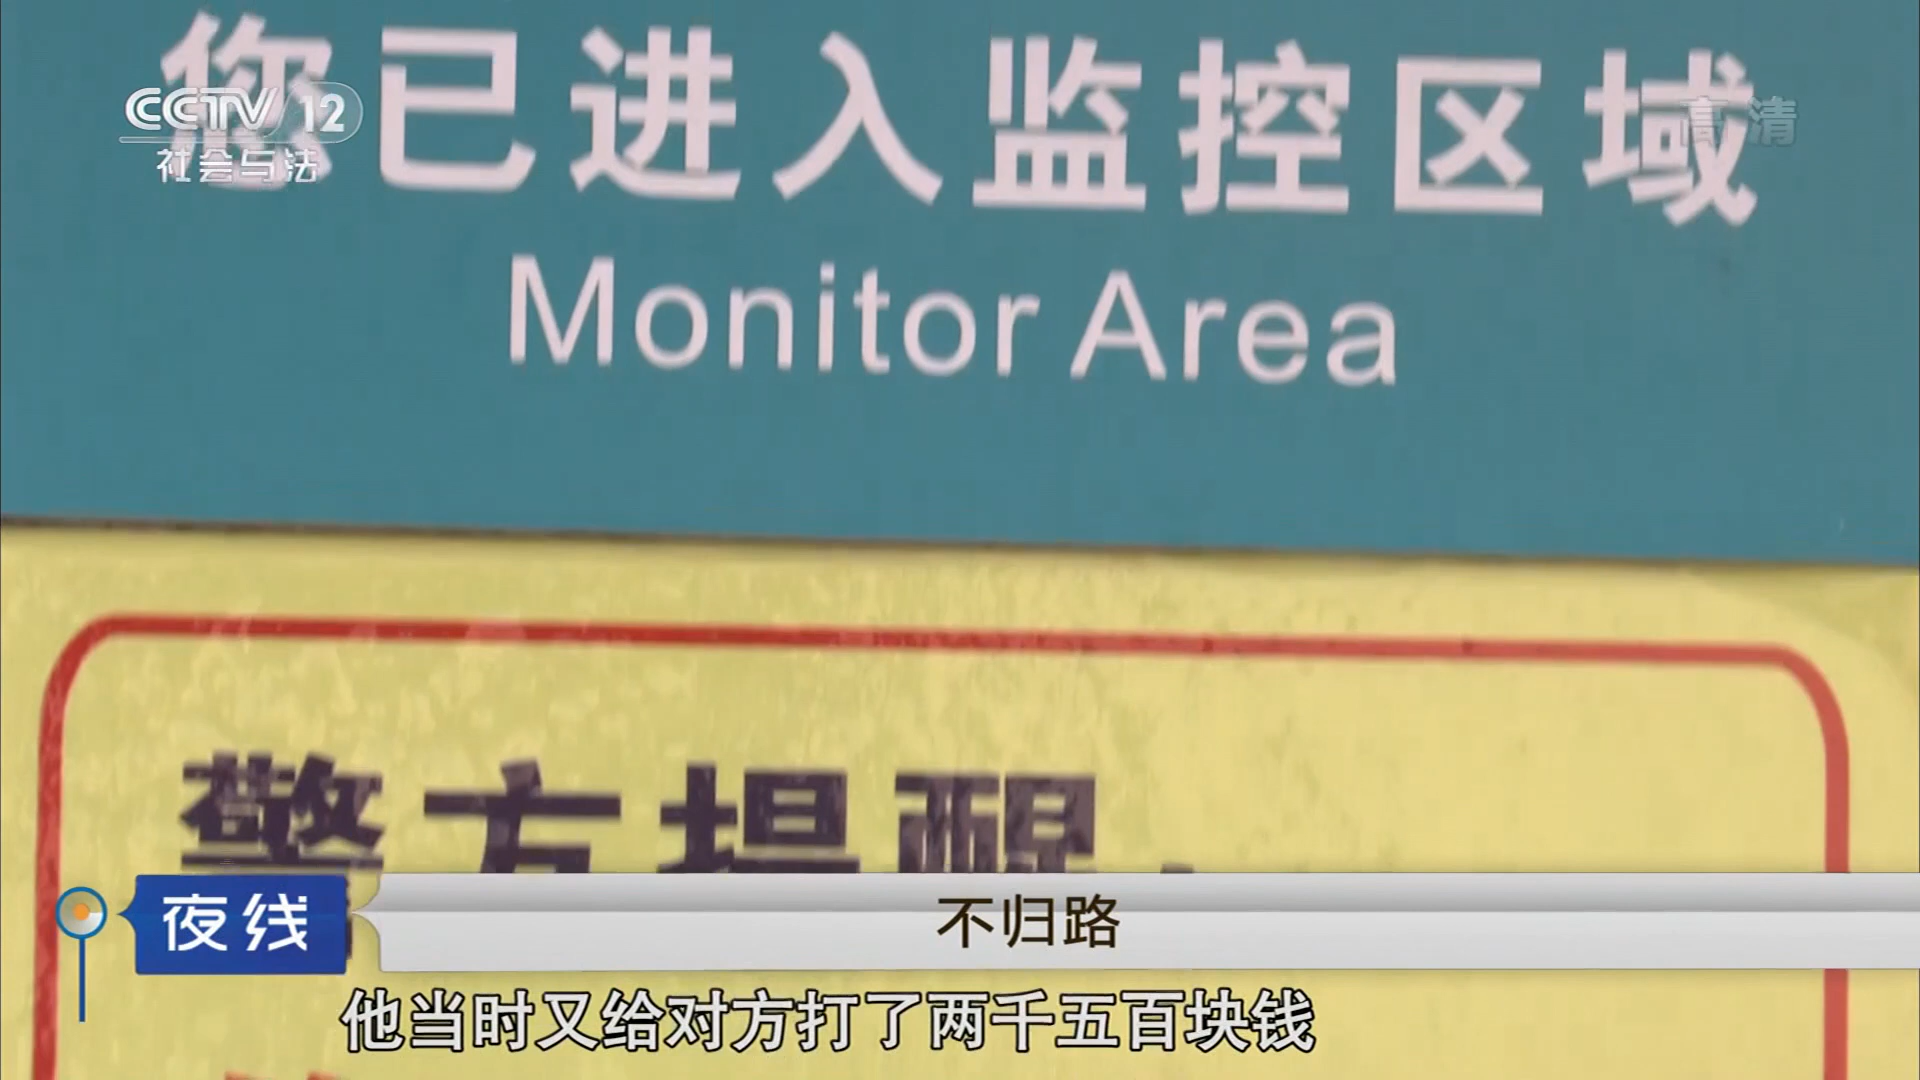 您已进入监控区域
CCTV 12
高清
社会与法
Monitor Area
警方提醒
夜线
不归路
他当时又给对方打了两千五百块钱